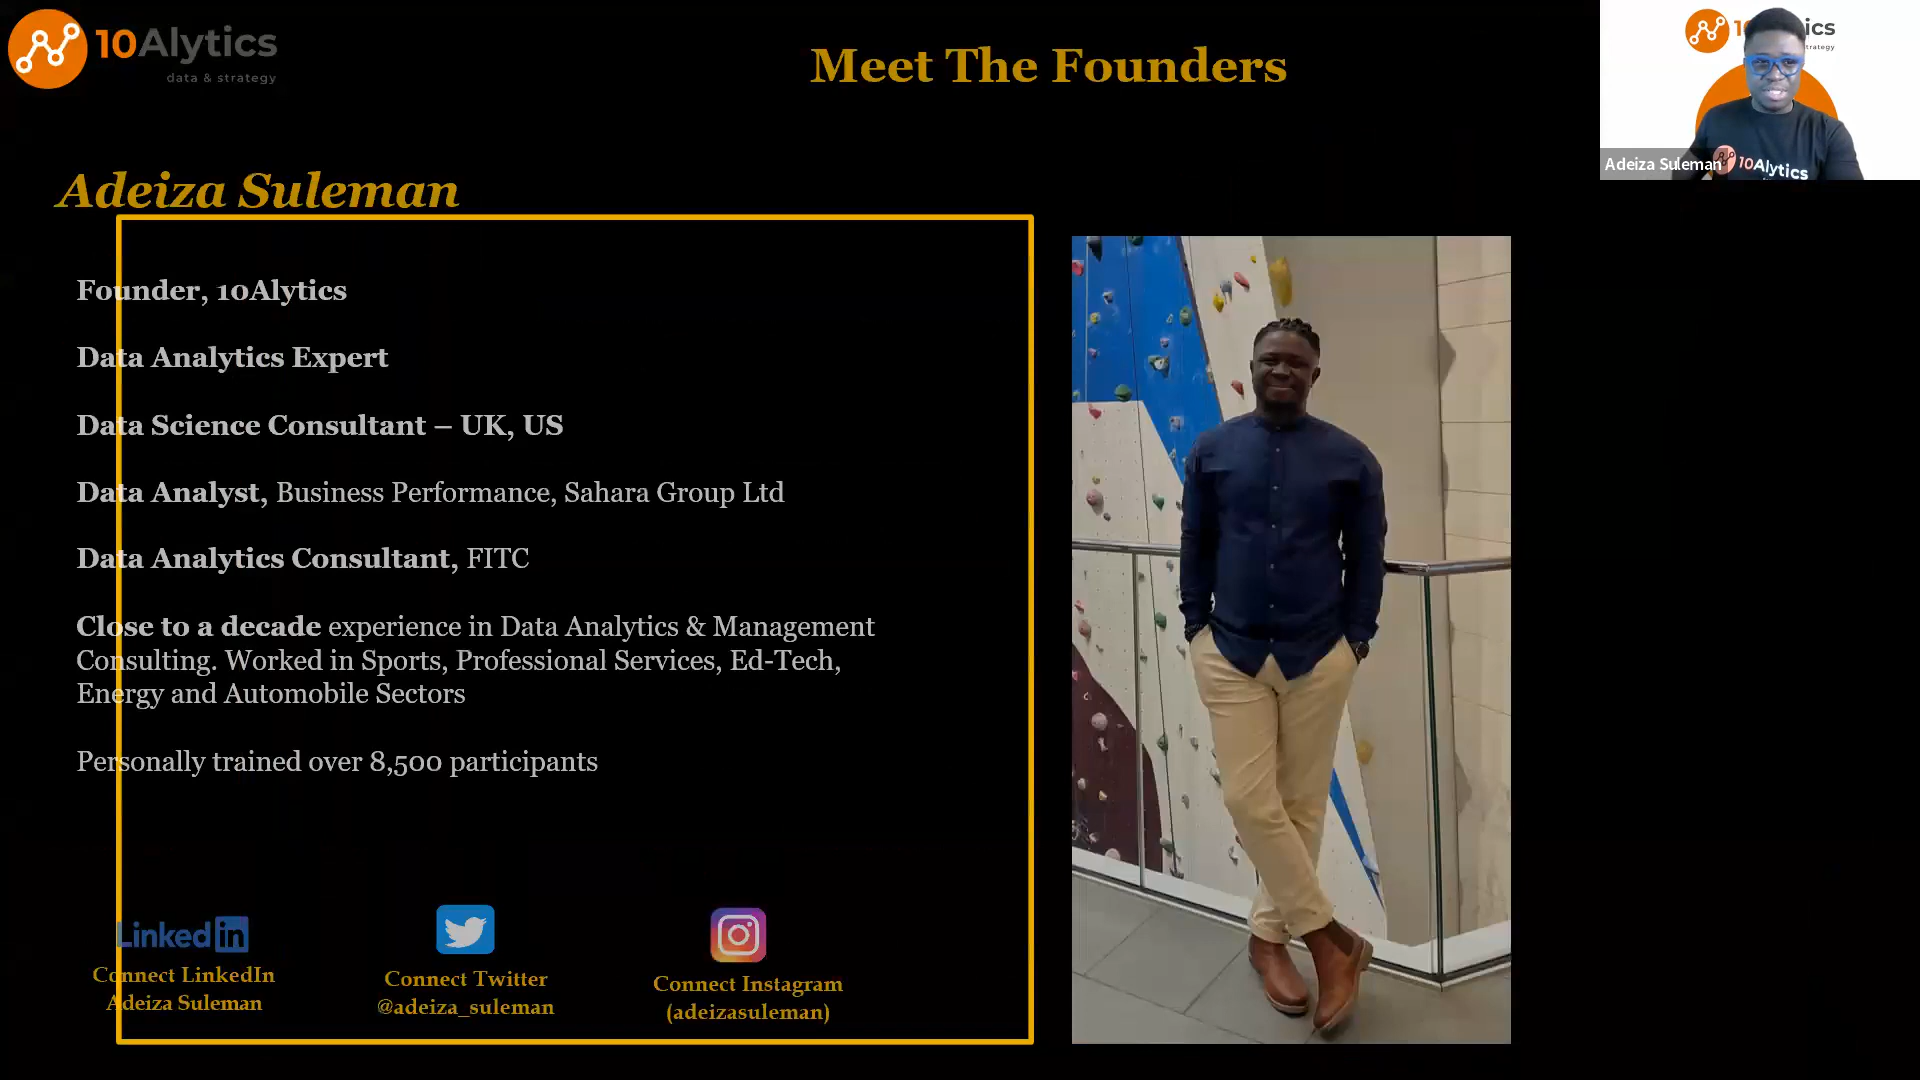 10Alytics
data & strategy
Meet The Founders
Adeiza Suleman
10Alytics
Adeiza Suleman
Founder, 10Alytics
Data Analytics Expert
Data Science Consultant – UK, US
Data Analyst, Business Performance, Sahara Group Ltd
Data Analytics Consultant, FITC
Close to a decade experience in Data Analytics & Management
Consulting. Worked in Sports, Professional Services, Ed-Tech,
Energy and Automobile Sectors
Personally trained over 8,500 participants
Linked in
Connect LinkedIn
Adeiza Suleman
Connect Twitter
@adeiza_suleman
Connect Instagram
(adeizasuleman)